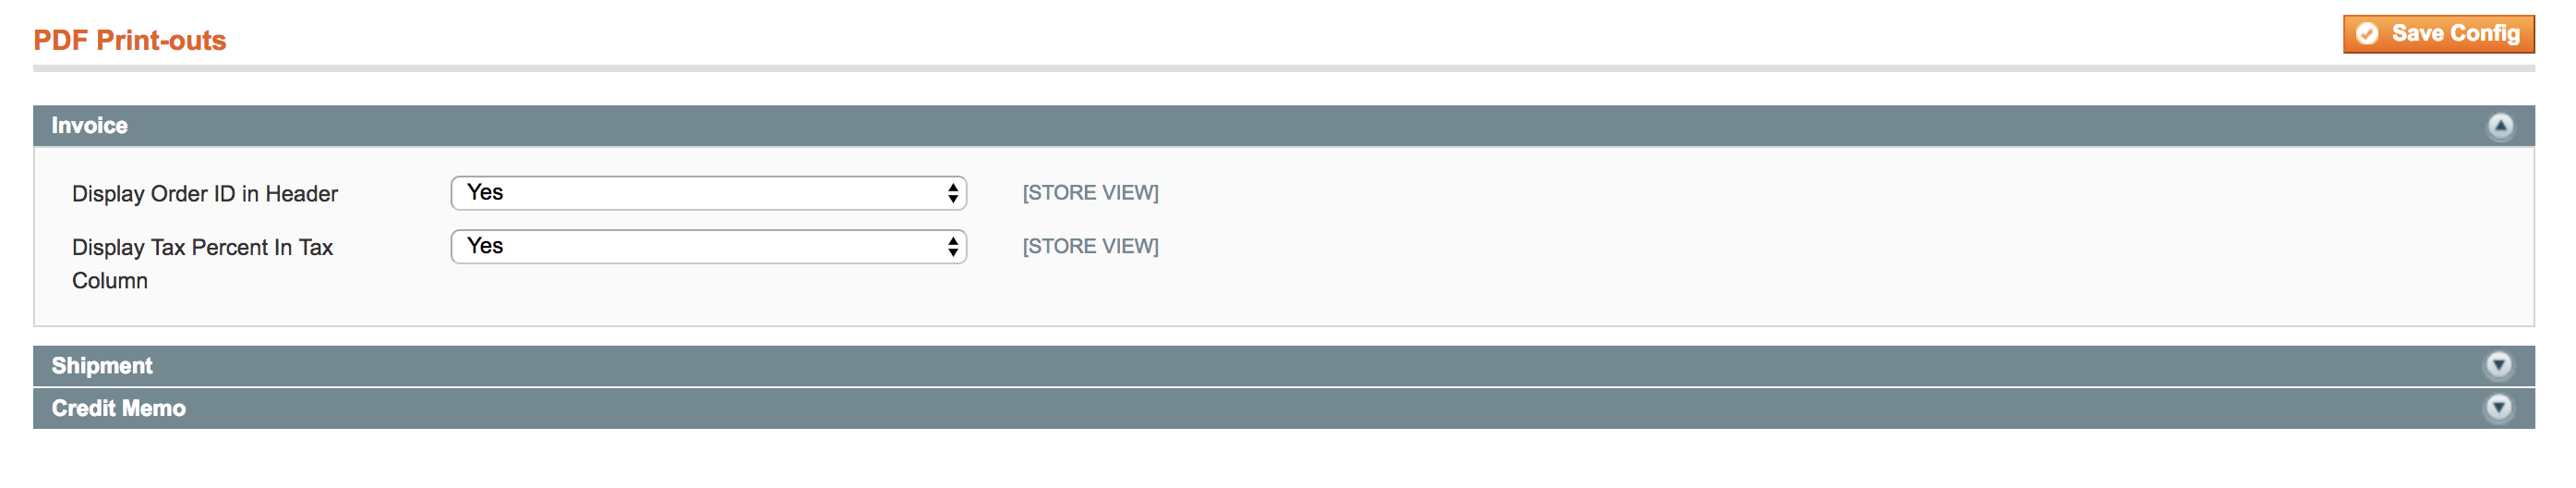 PDF Print-outs
Save Config
Invoice
Display Order ID in Header
Yes
[STORE VIEW]
Display Tax Percent In Tax
Column
Yes
[STORE VIEW]
Shipment
Credit Memo